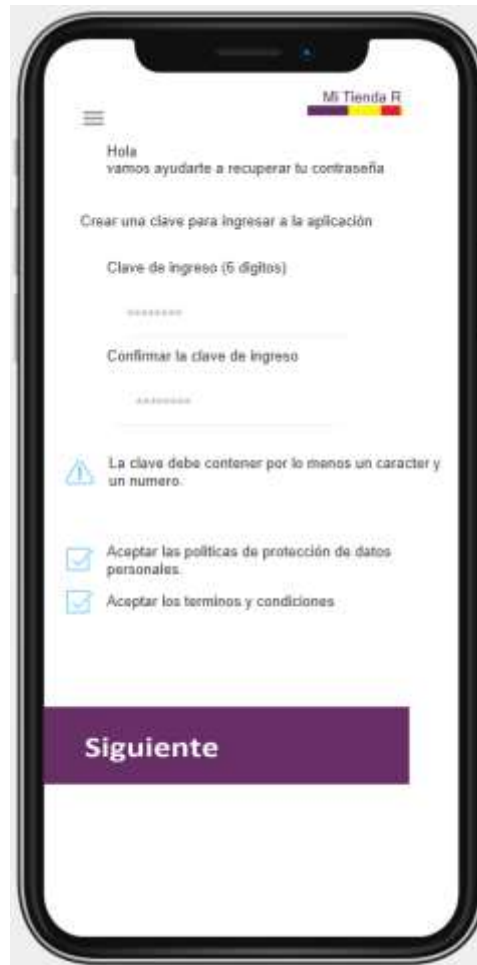 Mi Tienda R
Hola
vamos ayudarte a recuperar tu contraseña
Crear una clave para ingresar a la aplicación
Clave de ingreso (6 digitos)
********
Confirmar la clave de ingreso
********
La clave debe contener por lo menos un caracter y
un numero.
Aceptar las politicas de protección de datos
personales.
Aceptar los terminos y condiciones
Siguiente